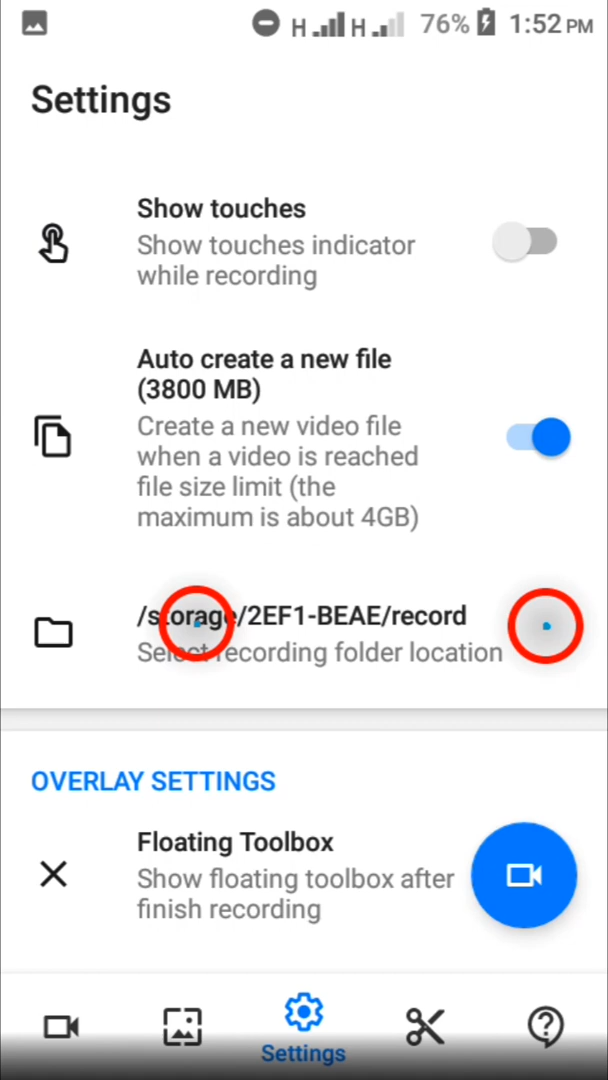 H H 76% 1:52 PM
Settings
Show touches
Show touches indicator
while recording
Auto create a new file
(3800 MB)
Create a new video file
when a video is reached
file size limit (the
maximum is about 4GB)
/storage/2EF1-BEAE/record
Select recording folder location
OVERLAY SETTINGS
Floating Toolbox
Show floating toolbox after
finish recording
Settings